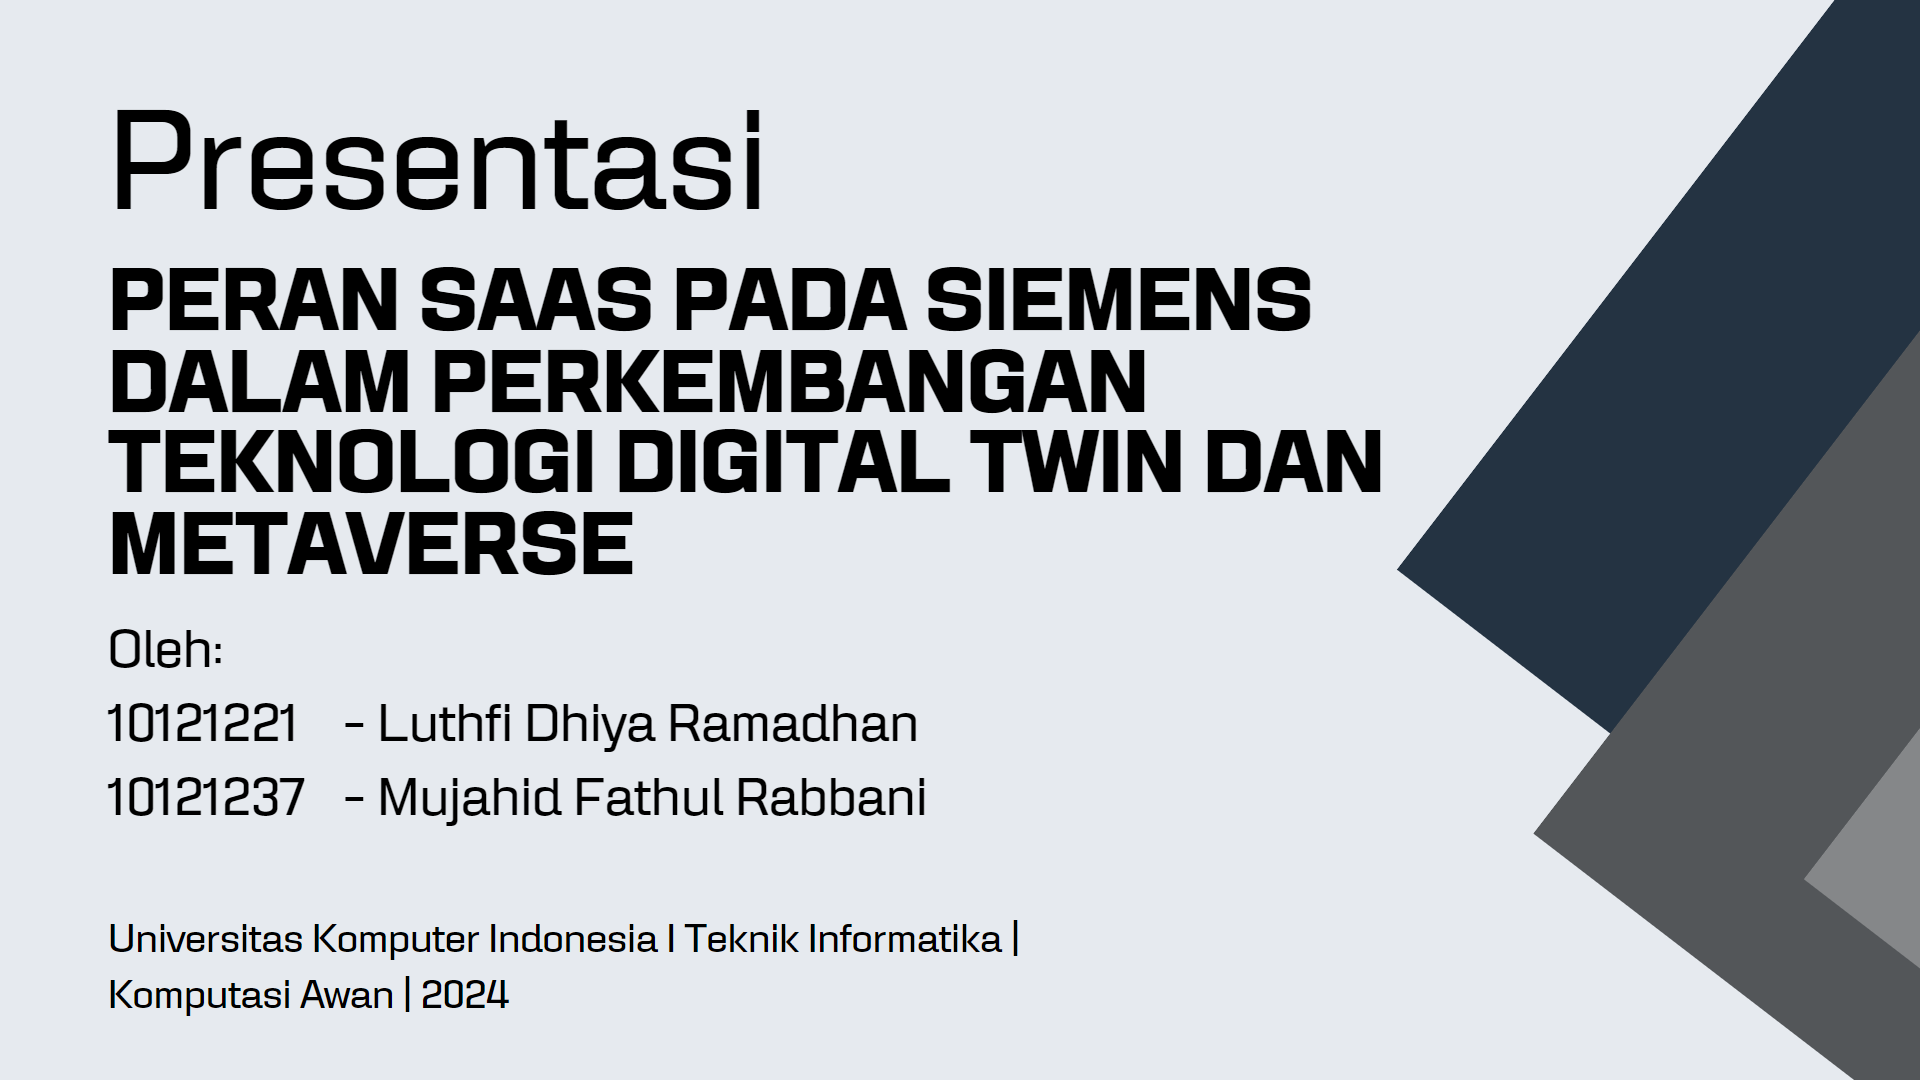 Presentasi
PERAN SAAS PADA SIEMENS
DALAM PERKEMBANGAN
TEKNOLOGI DIGITAL TWIN DAN
METAVERSE
Oleh:
10121221 - Luthfi Dhiya Ramadhan
10121237 - Mujahid Fathul Rabbani
Universitas Komputer Indonesia I Teknik Informatika |
Komputasi Awan | 2024